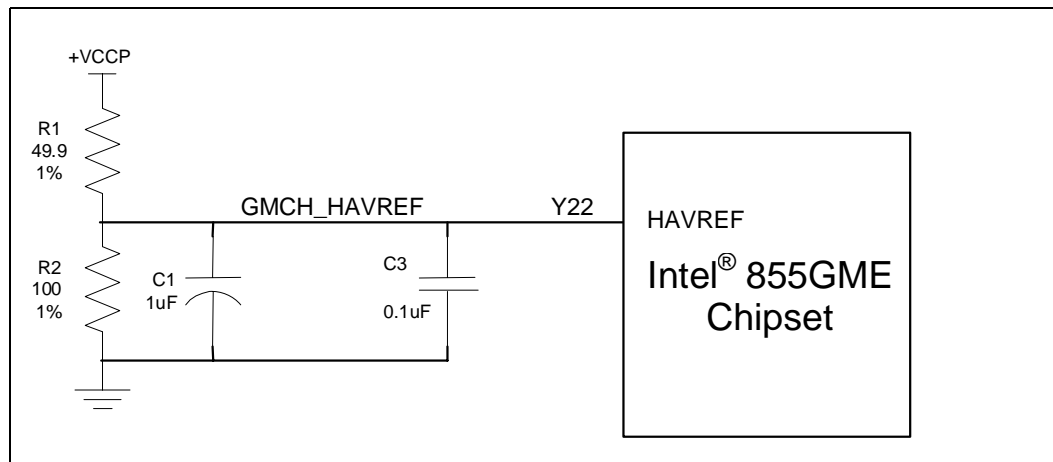 +VCCP
R1
49.9
1%
GMCH_HAVREF
Y22
HAVREF
Intel® 855GME
Chipset
R2
100
1%
C1
1uF
C3
0.1uF